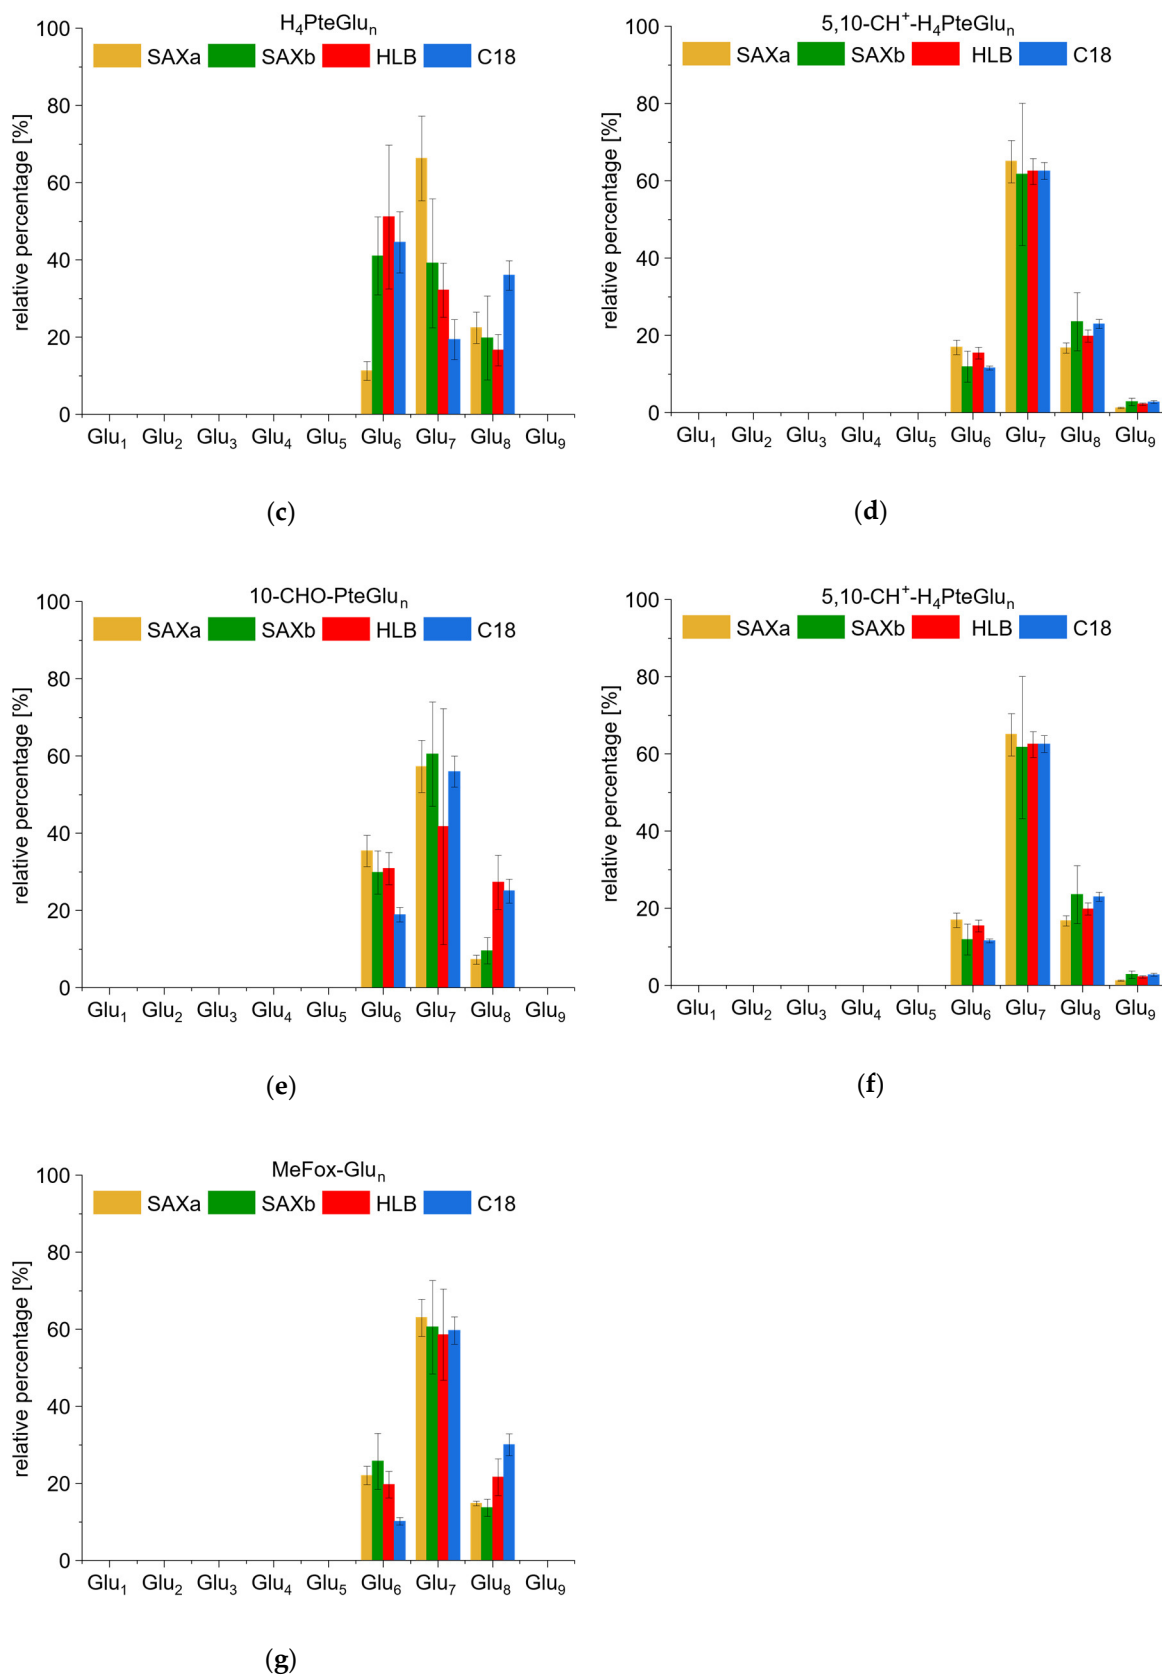 H₄PteGluₙ
SAXa SAXb HLB C18
relative percentage [%]
100
80
60
40
20
0
Glu₁ Glu₂ Glu₃ Glu₄ Glu₅ Glu₆ Glu₇ Glu₈ Glu₉
(c)
5,10-CH⁺-H₄PteGluₙ
SAXa SAXb HLB C18
relative percentage [%]
100
80
60
40
20
0
Glu₁ Glu₂ Glu₃ Glu₄ Glu₅ Glu₆ Glu₇ Glu₈ Glu₉
(d)
10-CHO-PteGluₙ
SAXa SAXb HLB C18
relative percentage [%]
100
80
60
40
20
0
Glu₁ Glu₂ Glu₃ Glu₄ Glu₅ Glu₆ Glu₇ Glu₈ Glu₉
(e)
5,10-CH⁺-H₄PteGluₙ
SAXa SAXb HLB C18
relative percentage [%]
100
80
60
40
20
0
Glu₁ Glu₂ Glu₃ Glu₄ Glu₅ Glu₆ Glu₇ Glu₈ Glu₉
(f)
MeFox-Gluₙ
SAXa SAXb HLB C18
relative percentage [%]
100
80
60
40
20
0
Glu₁ Glu₂ Glu₃ Glu₄ Glu₅ Glu₆ Glu₇ Glu₈ Glu₉
(g)